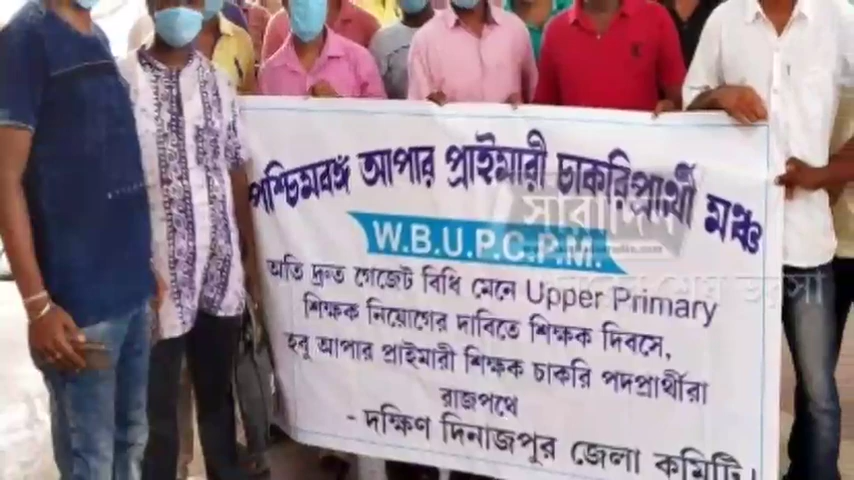 পশ্চিমবঙ্গ আপার প্রাইমারী চাকরিপ্রার্থী মঞ্চ
W.B.U.P.C.P.M.
অতি দ্রুত গেজেট বিধি মেনে Upper Primary
শিক্ষক নিয়োগের দাবিতে শিক্ষক দিবসে,
হবু আপার প্রাইমারী শিক্ষক চাকরি পদপ্রার্থীরা
রাজপথে
- দক্ষিণ দিনাজপুর জেলা কমিটি।
সারাদিন